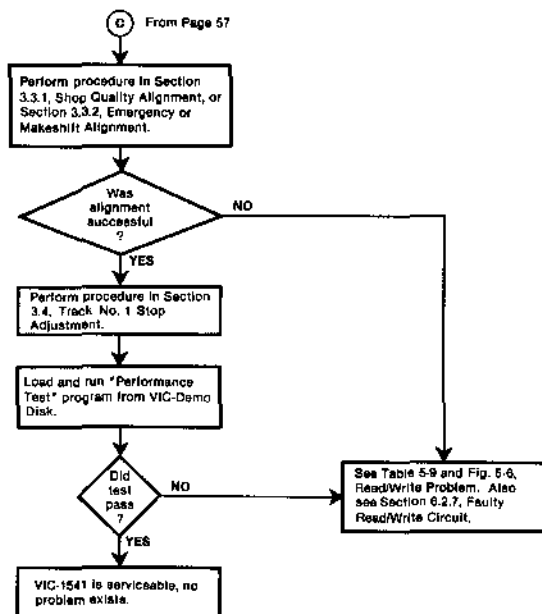 C From Page 57
Perform procedure in Section
3.3.1, Shop Quality Alignment, or
Section 3.3.2, Emergency or
Makeshift Alignment.
Was
alignment
successful
?
NO
YES
Perform procedure in Section
3.4, Track No. 1 Stop
Adjustment.
Load and run "Performance
Test" program from VIC-Demo
Disk.
Did
test
pass
?
NO
YES
See Table 5-9 and Fig. 5-6,
Read/Write Problem. Also
see Section 6.2.7, Faulty
Read/Write Circuit.
VIC-1541 is serviceable, no
problem exists.